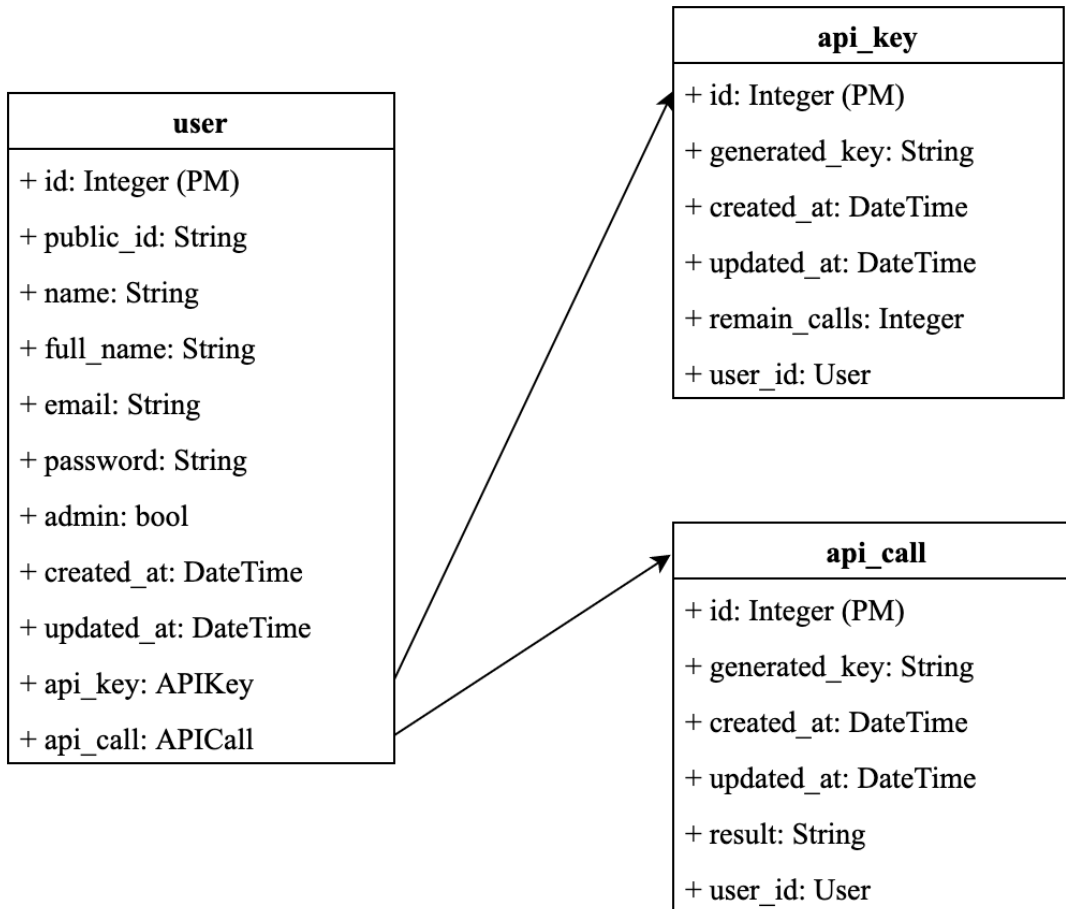 user
+ id: Integer (PM)
+ public_id: String
+ name: String
+ full_name: String
+ email: String
+ password: String
+ admin: bool
+ created_at: DateTime
+ updated_at: DateTime
+ api_key: APIKey
+ api_call: APICall
api_key
+ id: Integer (PM)
+ generated_key: String
+ created_at: DateTime
+ updated_at: DateTime
+ remain_calls: Integer
+ user_id: User
api_call
+ id: Integer (PM)
+ generated_key: String
+ created_at: DateTime
+ updated_at: DateTime
+ result: String
+ user_id: User